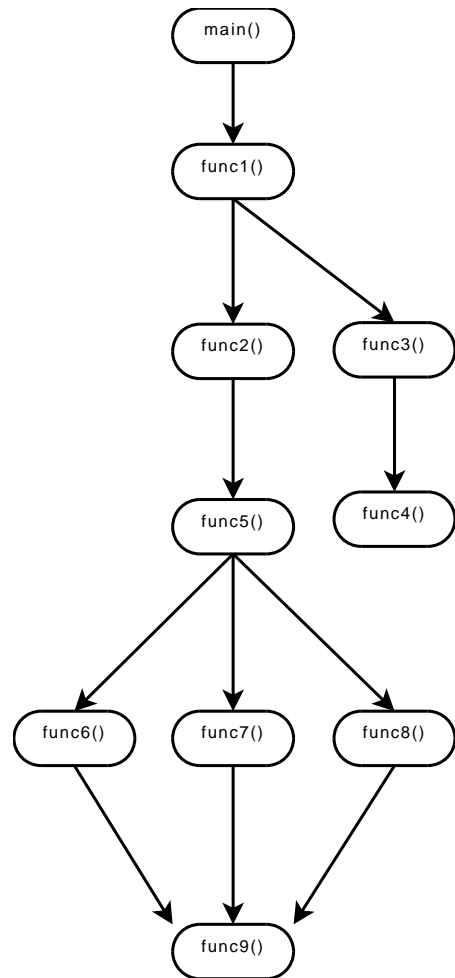 main()
func1()
func2()
func3()
func5()
func4()
func6()
func7()
func8()
func9()